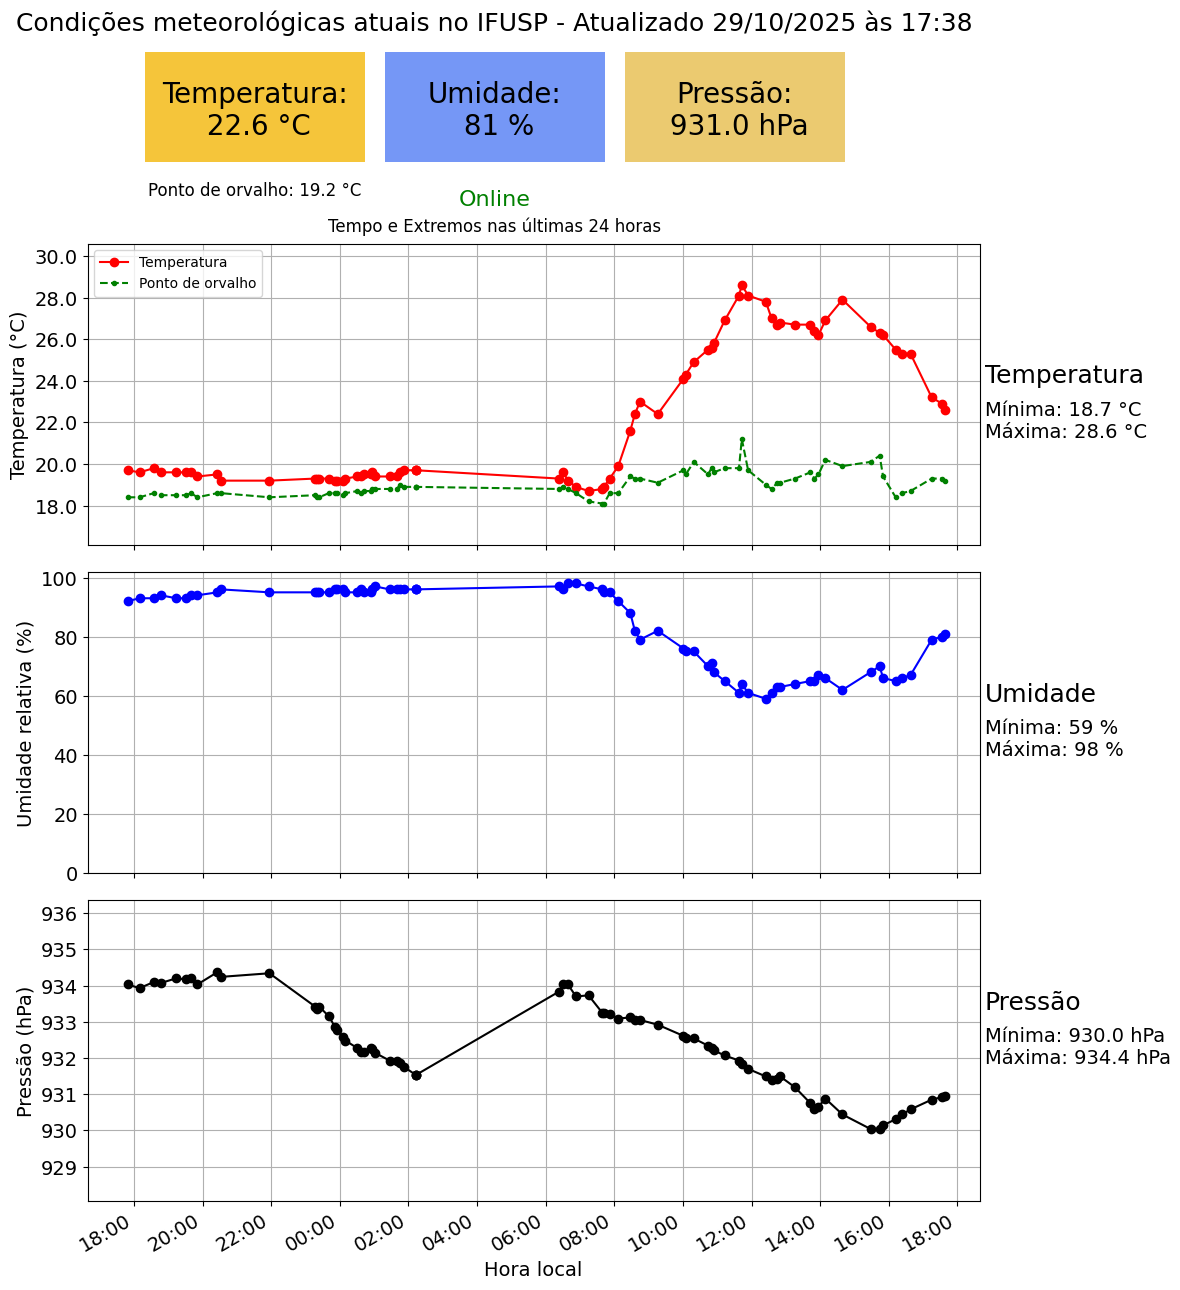 Condições meteorológicas atuais no IFUSP - Atualizado 29/10/2025 às 17:38
Temperatura:
22.6 °C
Umidade:
81 %
Pressão:
931.0 hPa
Ponto de orvalho: 19.2 °C
Online
Tempo e Extremos nas últimas 24 horas
Temperatura
Ponto de orvalho
Temperatura (°C)
30.0
28.0
26.0
24.0
22.0
20.0
18.0
Temperatura
Mínima: 18.7 °C
Máxima: 28.6 °C
Umidade relativa (%)
100
80
60
40
20
0
Umidade
Mínima: 59 %
Máxima: 98 %
Pressão (hPa)
936
935
934
933
932
931
930
929
Pressão
Mínima: 930.0 hPa
Máxima: 934.4 hPa
18:00 20:00 22:00 00:00 02:00 04:00 06:00 08:00 10:00 12:00 14:00 16:00 18:00
Hora local